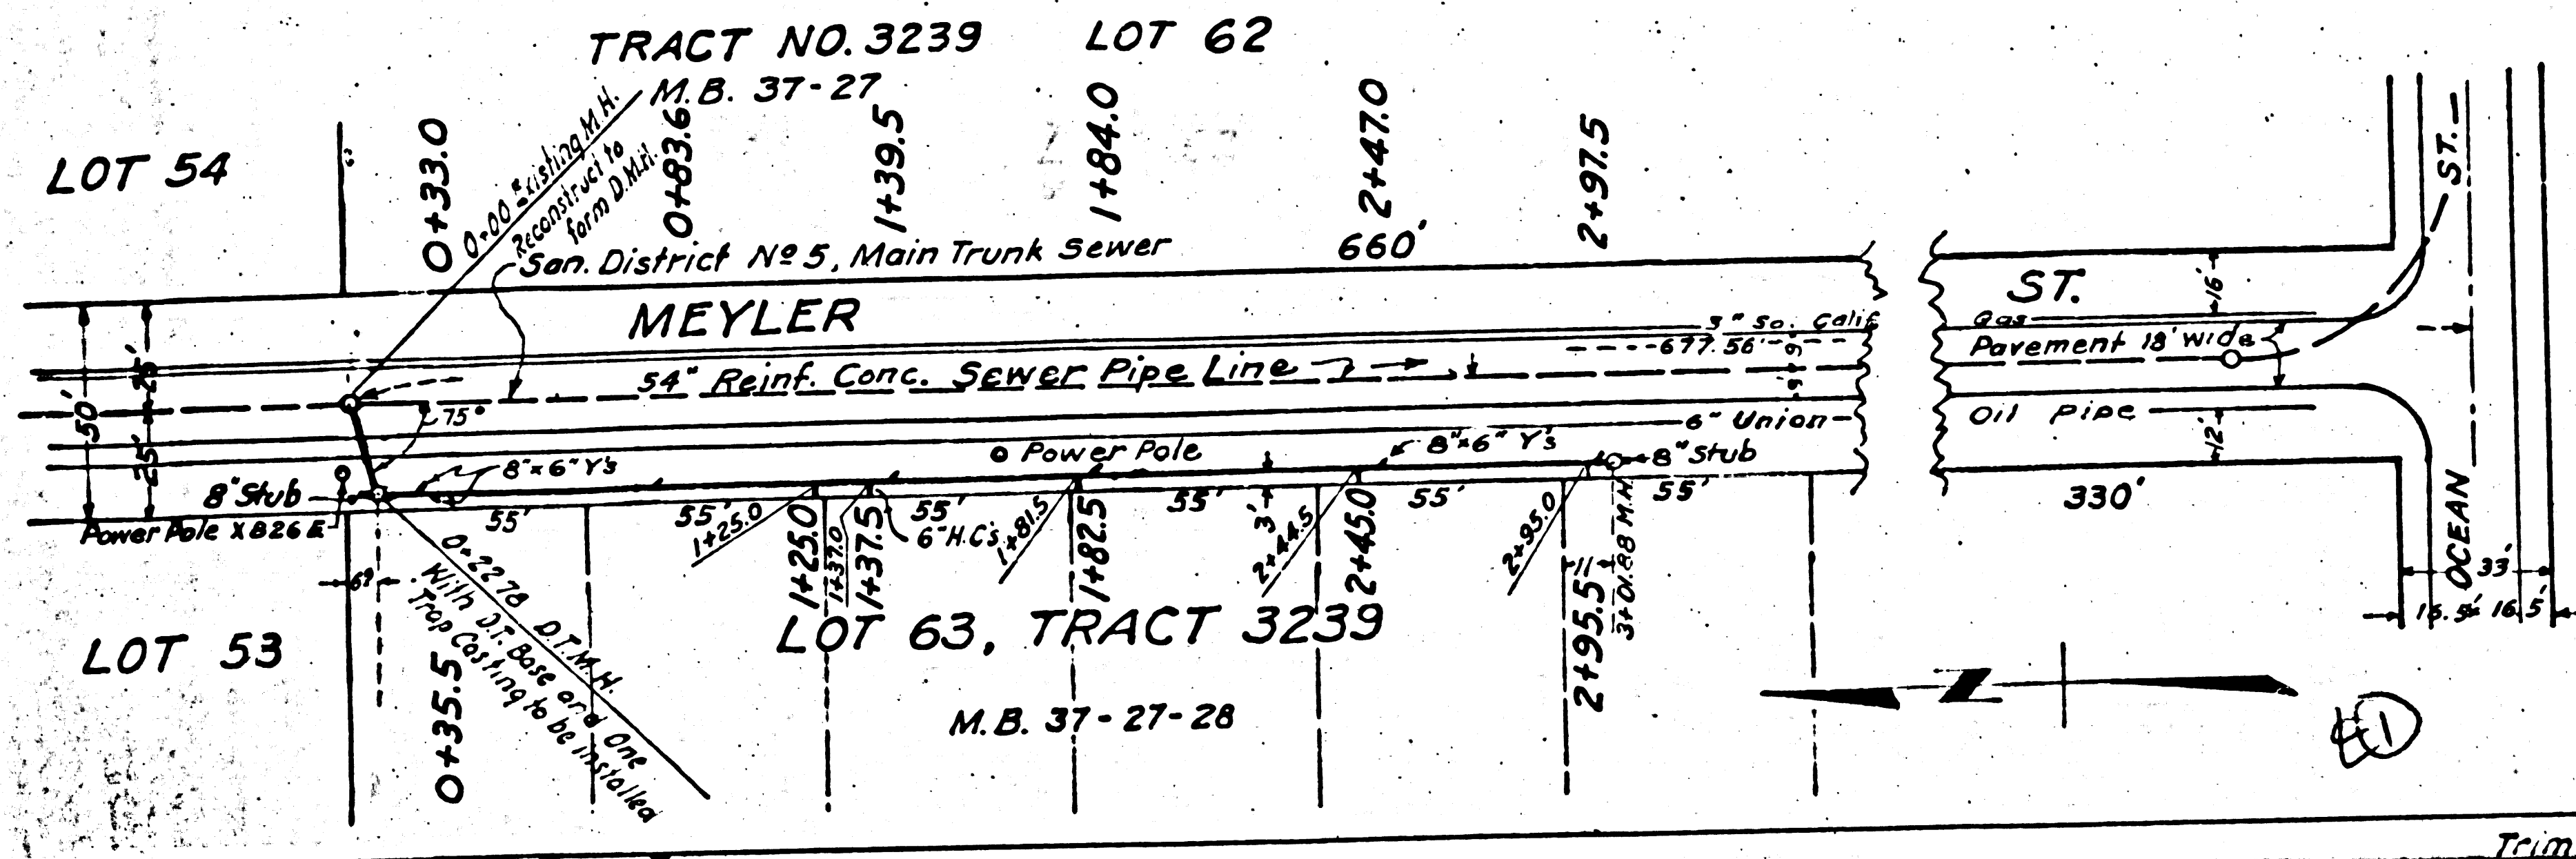 TRACT NO. 3239
LOT 62
M.B. 37-27
LOT 54
0+33.0
0+00 Existing M.H.
Reconstruct to
form D.M.H.
0+83.6
1+39.5
1+84.0
2+47.0
2+97.5
San. District Nº 5, Main Trunk Sewer
660'
MEYLER
ST.
ST.
16'
3" So. Calif
Gas
677.56'
Pavement 18' wide
54" Reinf. Conc. Sewer Pipe Line
50'
25'
25'
75°
6" Union
Oil Pipe
12'
Power Pole
8"x6" Y's
8"x6" Y's
8" Stub
8" Stub
Power Pole X826E
55'
55'
55'
55'
55'
55'
330'
1+25.0
1+25.0
1+37.0
1+37.5
6" H.C's
1+81.5
1+82.5
3'
2+44.5
2+45.0
2+95.0
2+95.5
11
3+01.88 M.H.
OCEAN
33'
16.5'
16.5'
0+22.78 D.T.M.H.
With D.T. Base and One
Trap Casting to be installed
0+35.5
LOT 53
LOT 63, TRACT 3239
M.B. 37-27-28
1
Trim